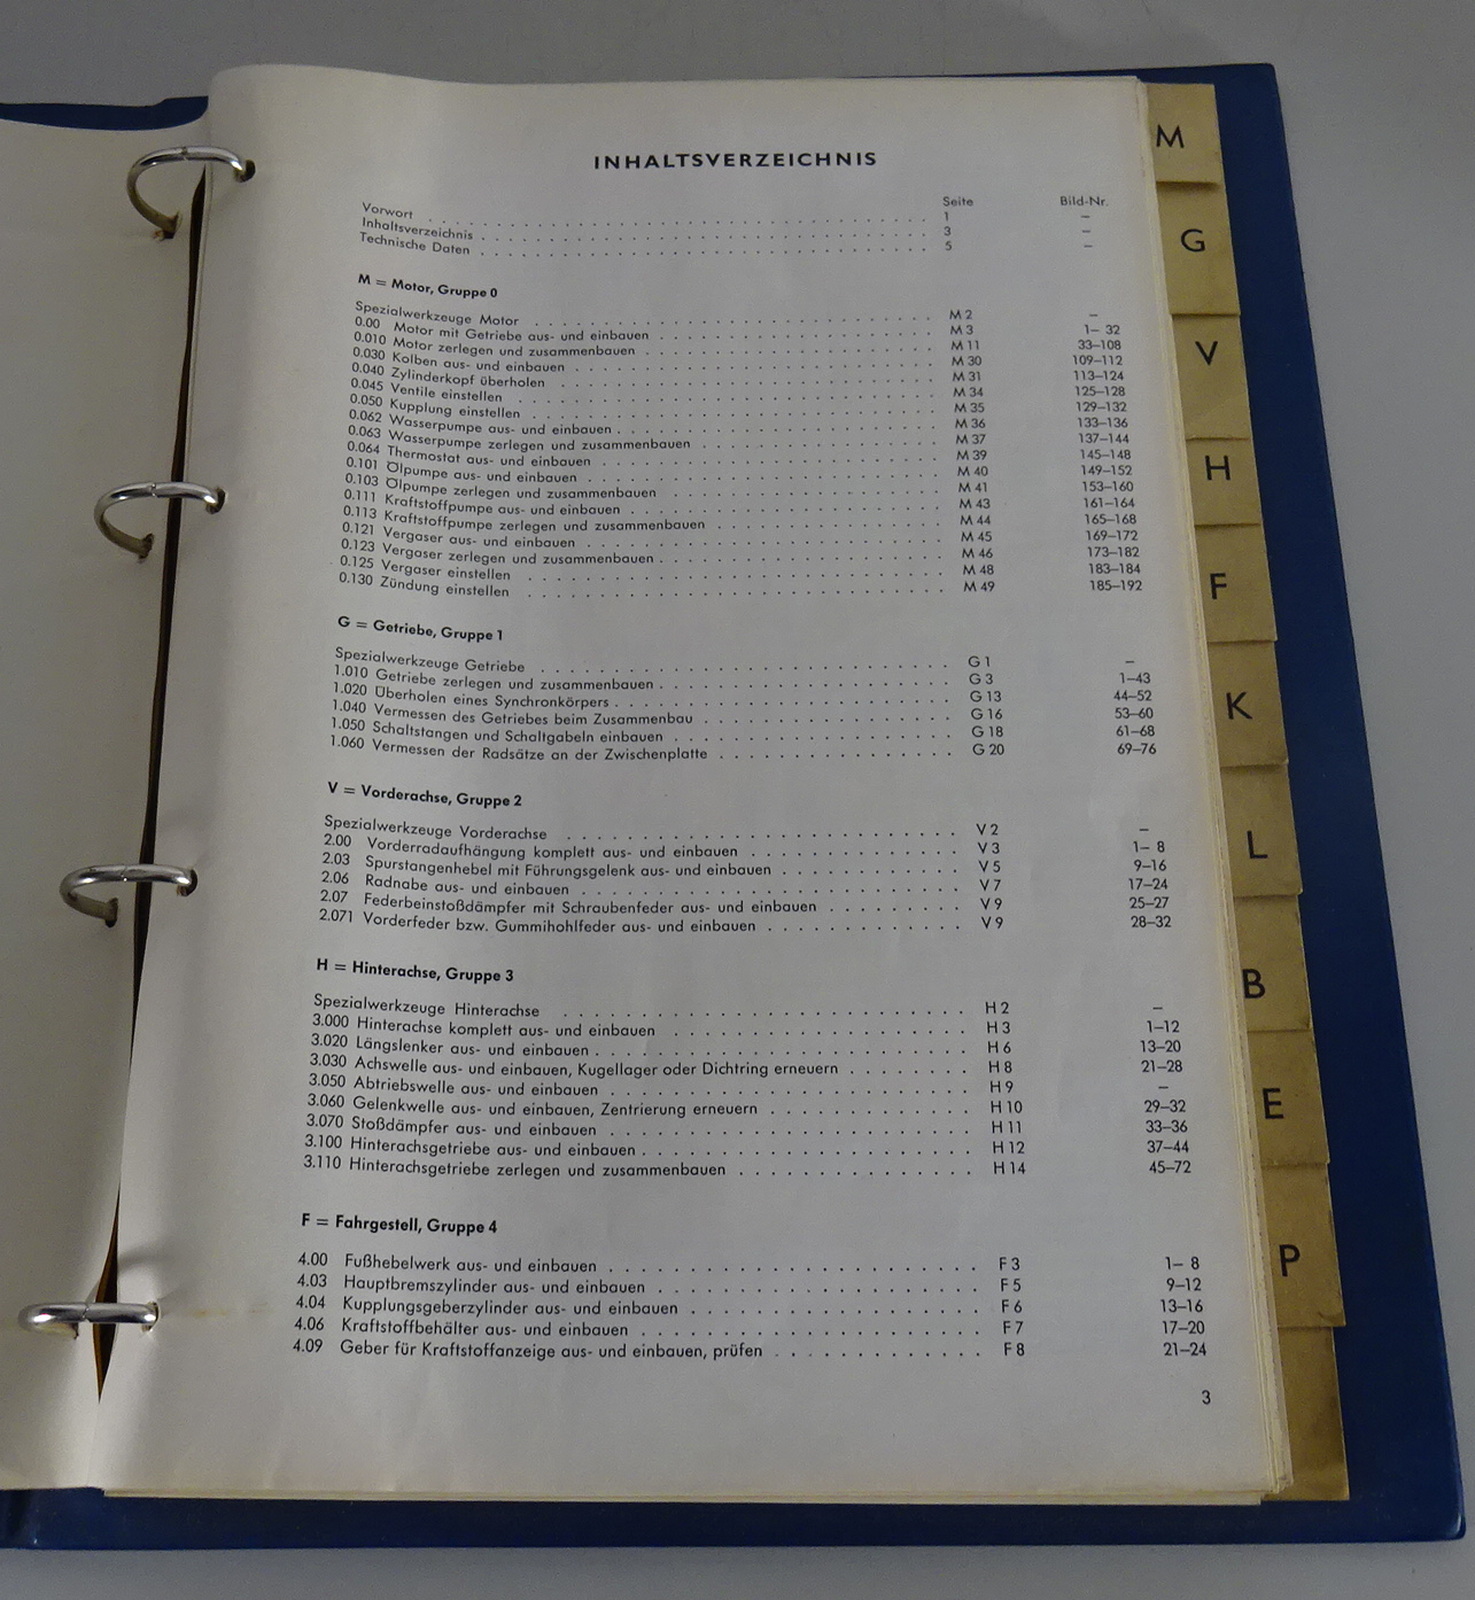 INHALTSVERZEICHNIS
Seite Bild-Nr.
Vorwort . . . 1 –
Inhaltsverzeichnis . . . 3 –
Technische Daten . . . 5 –
M = Motor, Gruppe 0
Spezialwerkzeuge Motor . . . M 2 –
0.00 Motor mit Getriebe aus- und einbauen . . . M 3 1– 32
0.010 Motor zerlegen und zusammenbauen . . . M 11 33–108
0.030 Kolben aus- und einbauen . . . M 30 109–112
0.040 Zylinderkopf überholen . . . M 31 113–124
0.045 Ventile einstellen . . . M 34 125–128
0.050 Kupplung einstellen . . . M 35 129–132
0.062 Wasserpumpe aus- und einbauen . . . M 36 133–136
0.063 Wasserpumpe zerlegen und zusammenbauen . . . M 37 137–144
0.064 Thermostat aus- und einbauen . . . M 39 145–148
0.101 Ölpumpe aus- und einbauen . . . M 40 149–152
0.103 Ölpumpe zerlegen und zusammenbauen . . . M 41 153–160
0.111 Kraftstoffpumpe aus- und einbauen . . . M 43 161–164
0.113 Kraftstoffpumpe zerlegen und zusammenbauen . . . M 44 165–168
0.121 Vergaser aus- und einbauen . . . M 45 169–172
0.123 Vergaser zerlegen und zusammenbauen . . . M 46 173–182
0.125 Vergaser einstellen . . . M 48 183–184
0.130 Zündung einstellen . . . M 49 185–192
G = Getriebe, Gruppe 1
Spezialwerkzeuge Getriebe . . . G 1 –
1.010 Getriebe zerlegen und zusammenbauen . . . G 3 1–43
1.020 Überholen eines Synchronkörpers . . . G 13 44–52
1.040 Vermessen des Getriebes beim Zusammenbau . . . G 16 53–60
1.050 Schaltstangen und Schaltgabeln einbauen . . . G 18 61–68
1.060 Vermessen der Radsätze an der Zwischenplatte . . . G 20 69–76
V = Vorderachse, Gruppe 2
Spezialwerkzeuge Vorderachse . . . V 2 –
2.00 Vorderradaufhängung komplett aus- und einbauen . . . V 3 1– 8
2.03 Spurstangenhebel mit Führungsgelenk aus- und einbauen . . . V 5 9–16
2.06 Radnabe aus- und einbauen . . . V 7 17–24
2.07 Federbeinstoßdämpfer mit Schraubenfeder aus- und einbauen . . . V 9 25–27
2.071 Vorderfeder bzw. Gummihohlfeder aus- und einbauen . . . V 9 28–32
H = Hinterachse, Gruppe 3
Spezialwerkzeuge Hinterachse . . . H 2 –
3.000 Hinterachse komplett aus- und einbauen . . . H 3 1–12
3.020 Längslenker aus- und einbauen . . . H 6 13–20
3.030 Achswelle aus- und einbauen, Kugellager oder Dichtring erneuern . . . H 8 21–28
3.050 Abtriebswelle aus- und einbauen . . . H 9 –
3.060 Gelenkwelle aus- und einbauen, Zentrierung erneuern . . . H 10 29–32
3.070 Stoßdämpfer aus- und einbauen . . . H 11 33–36
3.100 Hinterachsgetriebe aus- und einbauen . . . H 12 37–44
3.110 Hinterachsgetriebe zerlegen und zusammenbauen . . . H 14 45–72
F = Fahrgestell, Gruppe 4
4.00 Fußhebelwerk aus- und einbauen . . . F 3 1– 8
4.03 Hauptbremszylinder aus- und einbauen . . . F 5 9–12
4.04 Kupplungsgeberzylinder aus- und einbauen . . . F 6 13–16
4.06 Kraftstoffbehälter aus- und einbauen . . . F 7 17–20
4.09 Geber für Kraftstoffanzeige aus- und einbauen, prüfen . . . F 8 21–24
3
M
G
V
H
F
K
L
B
E
P